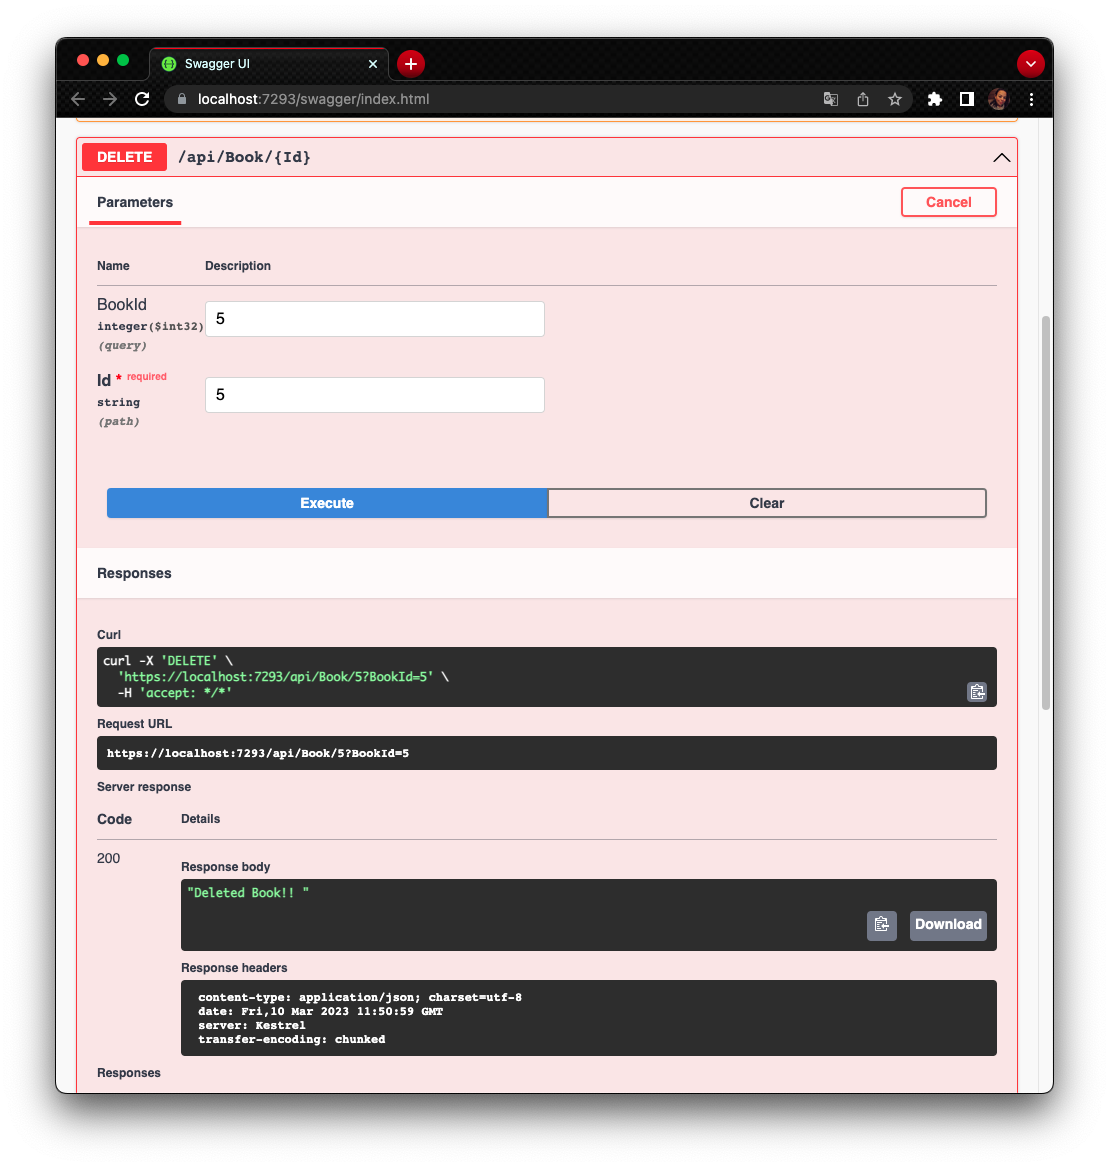 Swagger UI
localhost:7293/swagger/index.html
DELETE /api/Book/{Id}
Parameters
Cancel
Name Description
BookId
integer($int32)
(query)
5
Id * required
string
(path)
5
Execute Clear
Responses
Curl
curl -X 'DELETE' \
'https://localhost:7293/api/Book/5?BookId=5' \
-H 'accept: */*'
Request URL
https://localhost:7293/api/Book/5?BookId=5
Server response
Code Details
200
Response body
"Deleted Book!! "
Download
Response headers
content-type: application/json; charset=utf-8
date: Fri,10 Mar 2023 11:50:59 GMT
server: Kestrel
transfer-encoding: chunked
Responses